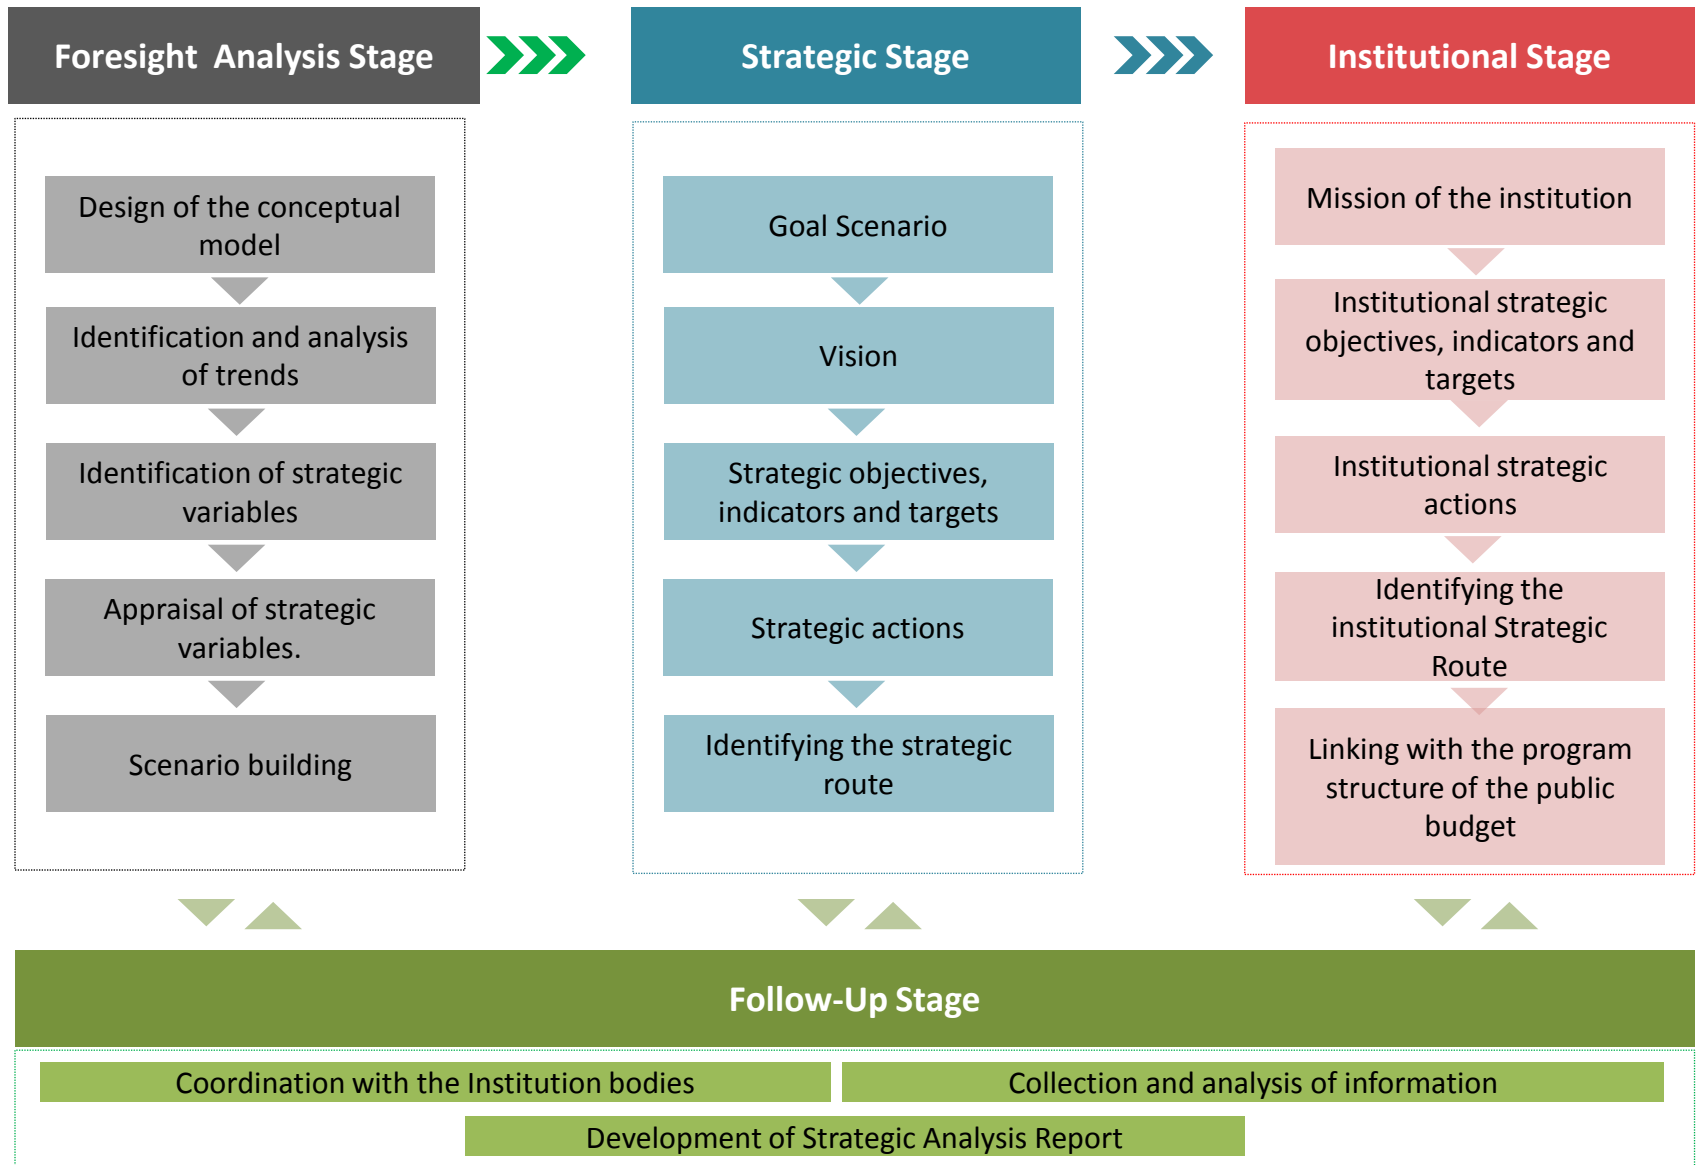 Foresight  Analysis Stage
Strategic Stage
Institutional Stage
Design of the conceptual
model
Identification and analysis
of trends
Identification of strategic
variables
Appraisal of strategic
variables.
Scenario building
Goal Scenario
Vision
Strategic objectives,
indicators and targets
Strategic actions
Identifying the strategic
route
Mission of the institution
Institutional strategic
objectives, indicators and
targets
Institutional strategic
actions
Identifying the
institutional Strategic
Route
Linking with the program
structure of the public
budget
Follow-Up Stage
Coordination with the Institution bodies
Collection and analysis of information
Development of Strategic Analysis Report